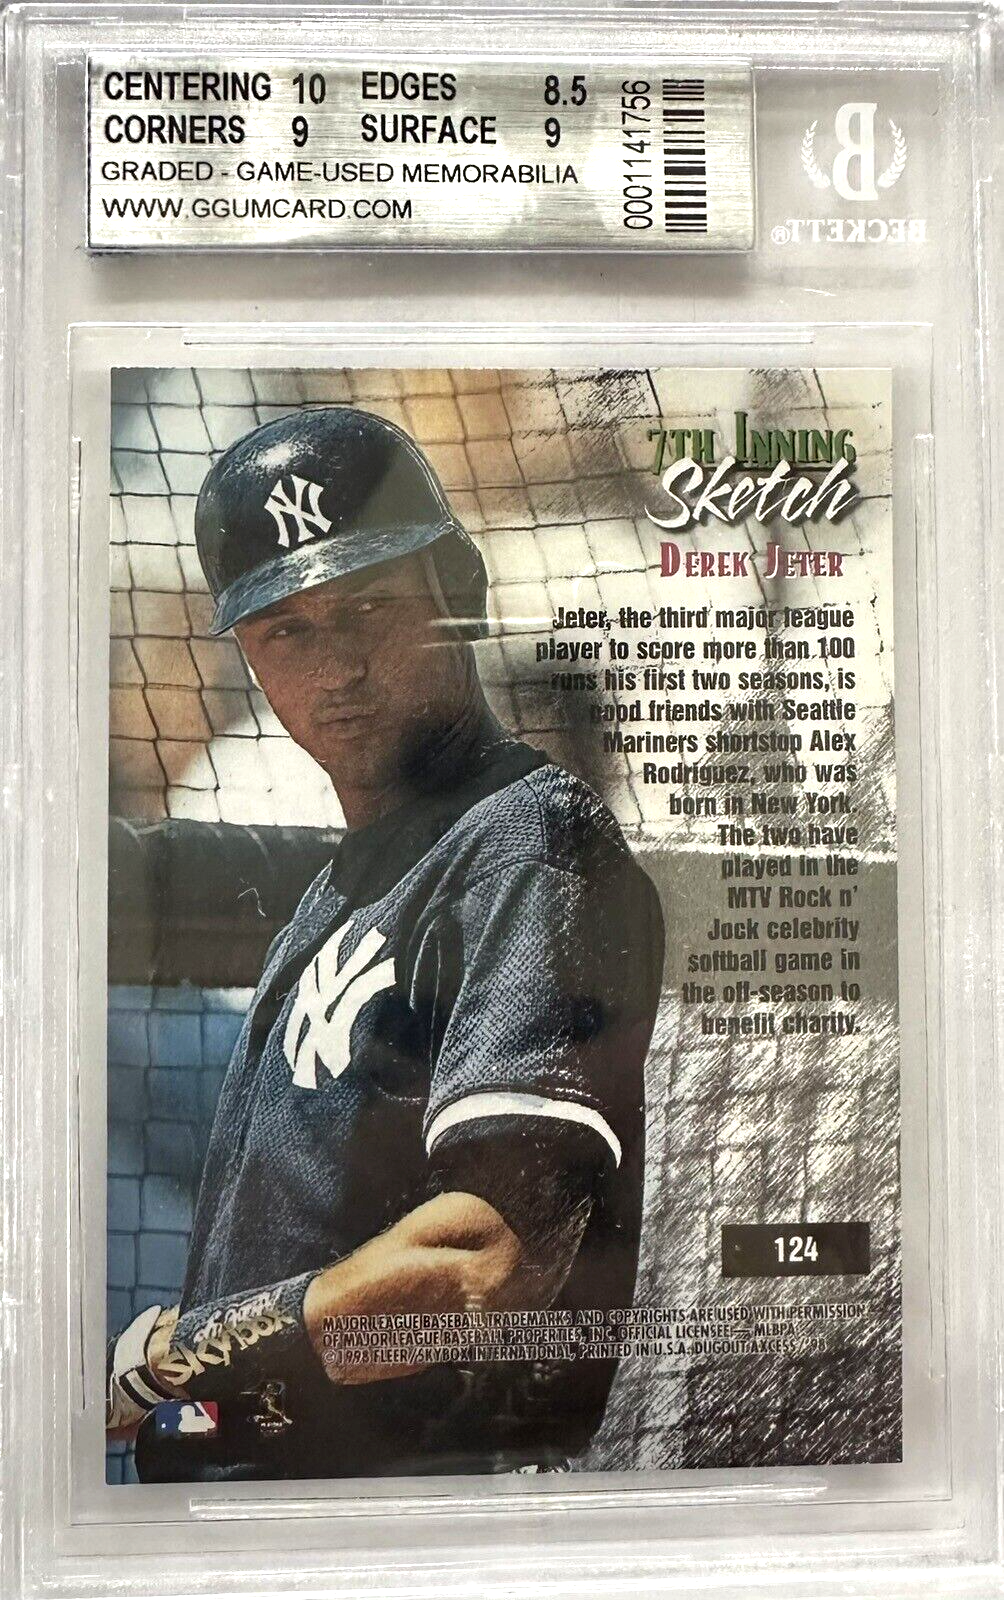 CENTERING 10 EDGES 8.5
CORNERS 9 SURFACE 9
GRADED - GAME-USED MEMORABILIA
WWW.GGUMCARD.COM
0001141756
B
BECKETT®
7TH INNING
Sketch
DEREK JETER
Jeter, the third major league
player to score more than 100
runs his first two seasons, is
good friends with Seattle
Mariners shortstop Alex
Rodriguez, who was
born in New York.
The two have
played in the
MTV Rock n'
Jock celebrity
softball game in
the off-season to
benefit charity.
NY
NY
124
SKYBOX
MAJOR LEAGUE BASEBALL TRADEMARKS AND COPYRIGHTS ARE USED WITH PERMISSION
OF MAJOR LEAGUE BASEBALL PROPERTIES, INC. OFFICIAL LICENSEE — MLBPA
©1998 FLEER/SKYBOX INTERNATIONAL, PRINTED IN U.S.A. DUGOUT AXCESS/'98